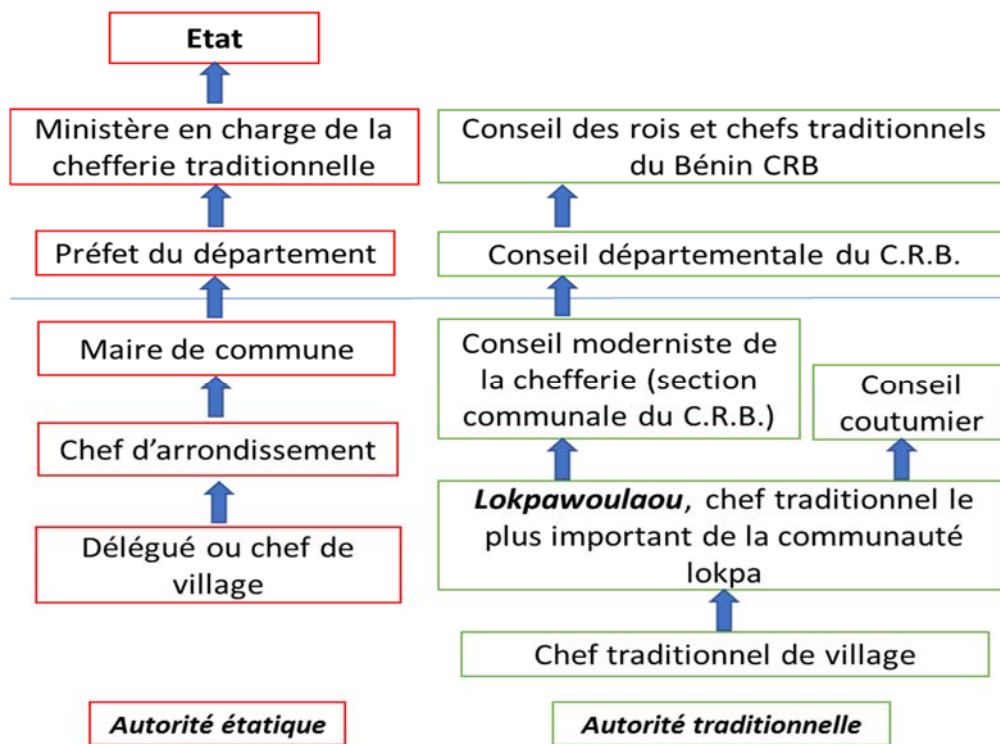 Etat
Ministère en charge de la
chefferie traditionnelle
Préfet du département
Maire de commune
Chef d'arrondissement
Délégué ou chef de
village
Autorité étatique
Conseil des rois et chefs traditionnels
du Bénin CRB
Conseil départementale du C.R.B.
Conseil moderniste de
la chefferie (section
communale du C.R.B.)
Conseil
coutumier
Lokpawoulaou, chef traditionnel le
plus important de la communauté
lokpa
Chef traditionnel de village
Autorité traditionnelle